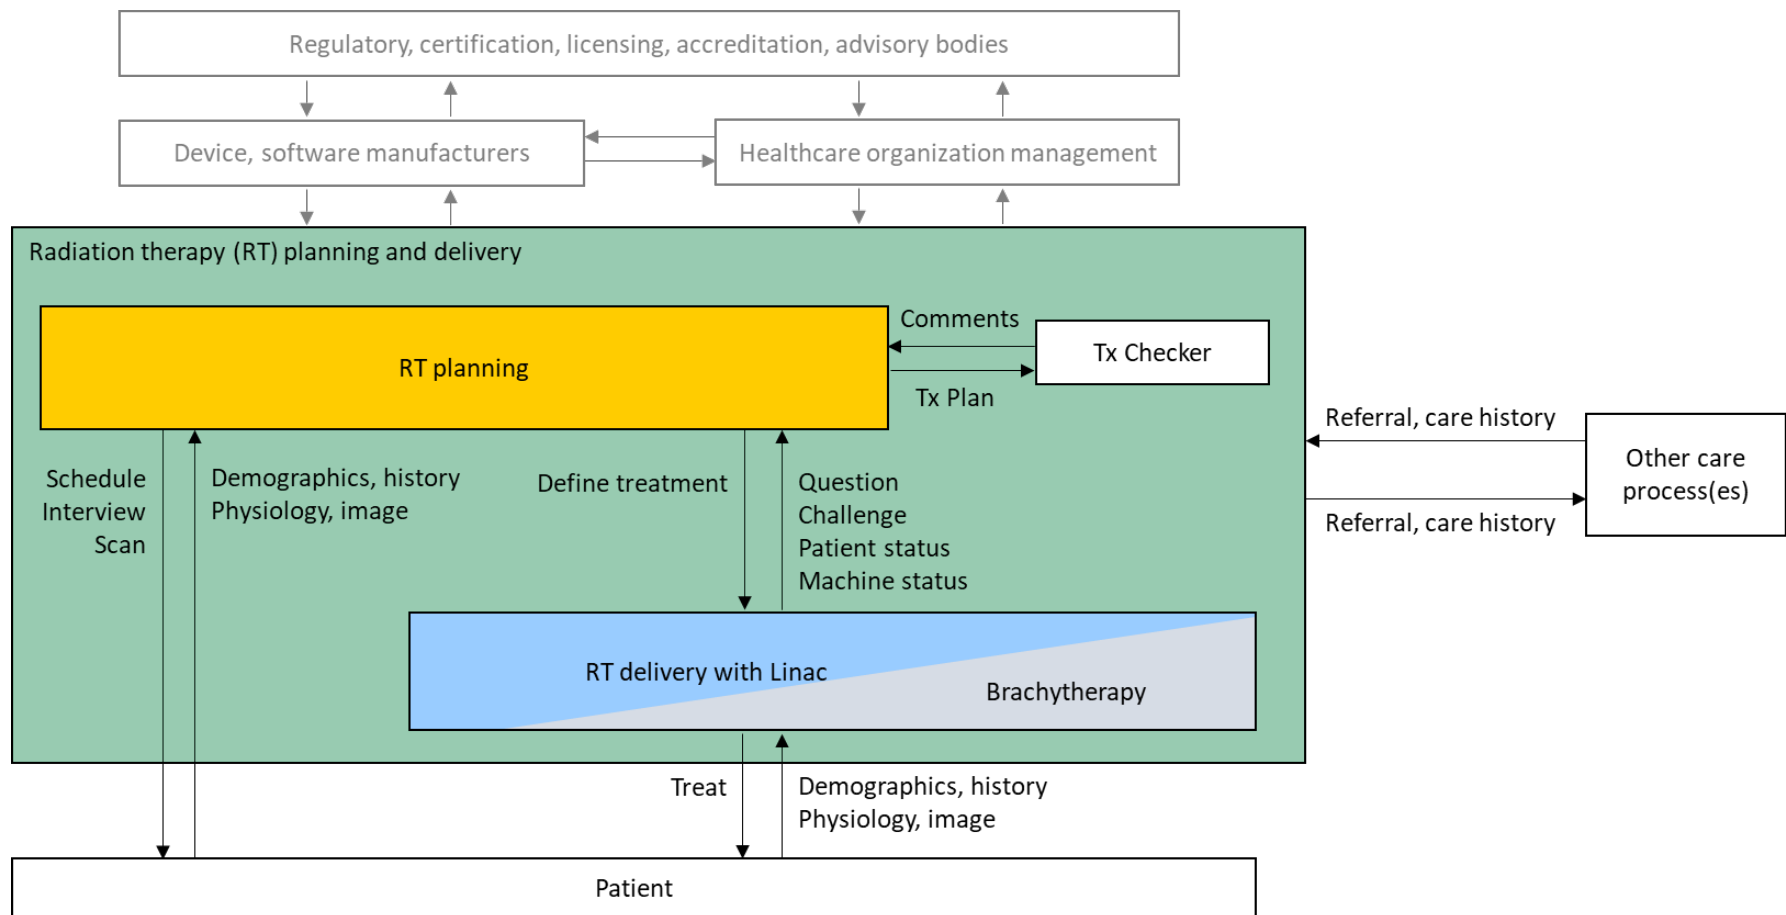 Regulatory, certification, licensing, accreditation, advisory bodies
Device, software manufacturers
Healthcare organization management
Radiation therapy (RT) planning and delivery
RT planning
Comments
Tx Checker
Tx Plan
Referral, care history
Other care
process(es)
Referral, care history
Schedule
Interview
Scan
Demographics, history
Physiology, image
Define treatment
Question
Challenge
Patient status
Machine status
RT delivery with Linac
Brachytherapy
Treat
Demographics, history
Physiology, image
Patient